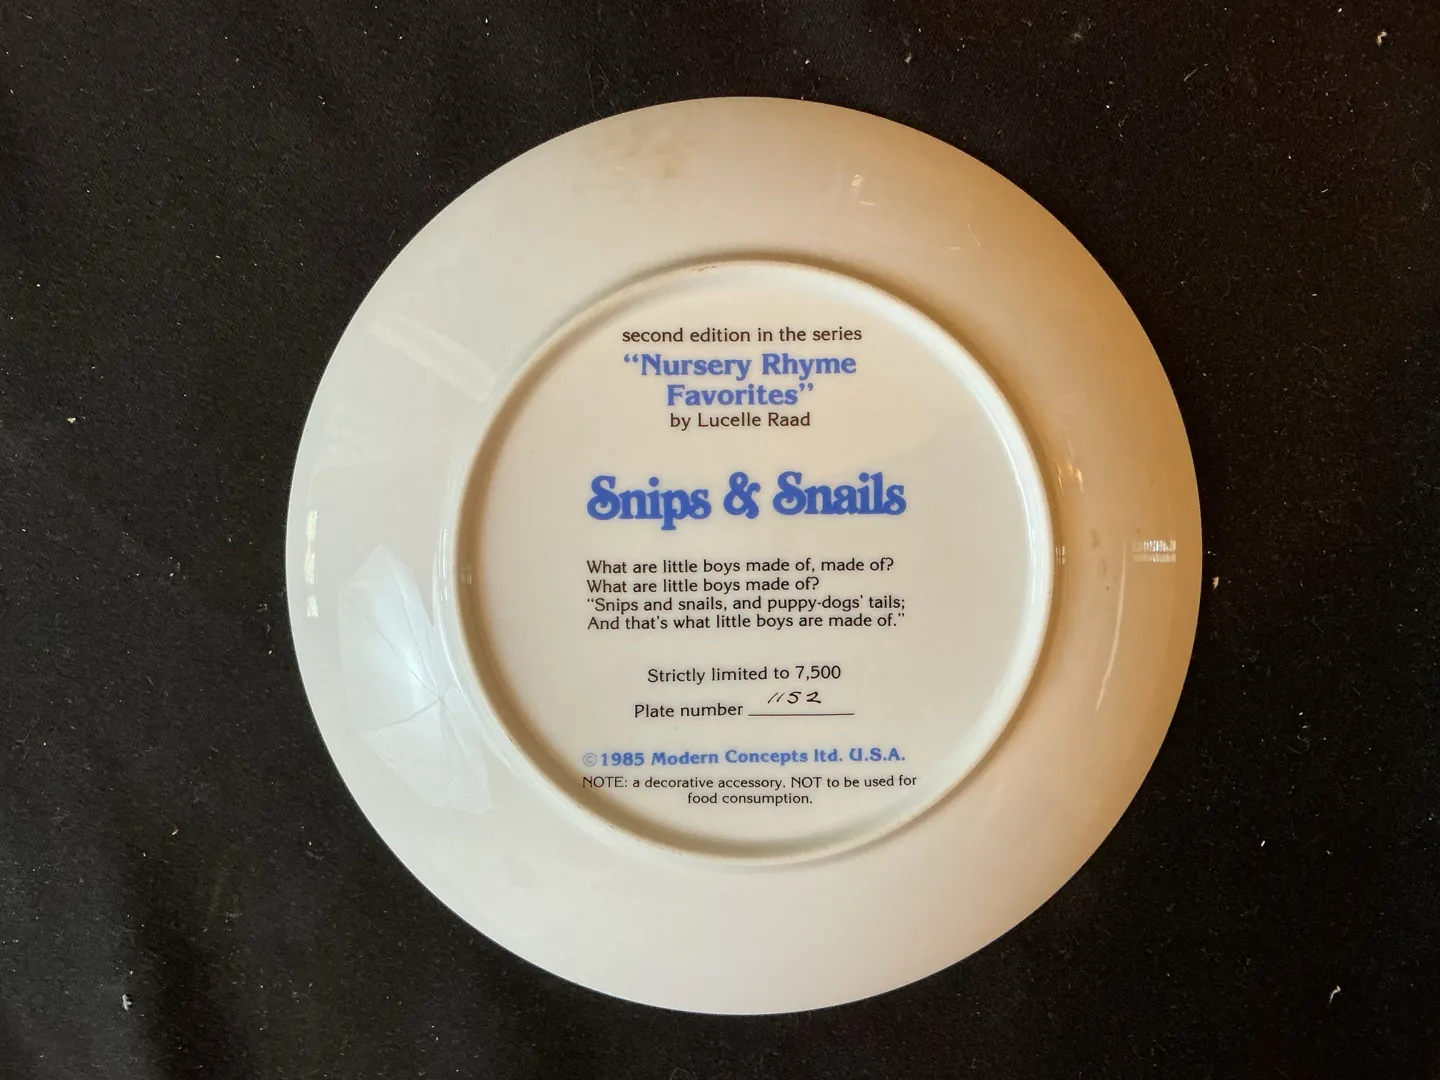 second edition in the series
“Nursery Rhyme
Favorites”
by Lucelle Raad
Snips & Snails
What are little boys made of, made of?
What are little boys made of?
“Snips and snails, and puppy-dogs’ tails;
And that’s what little boys are made of.”
Strictly limited to 7,500
Plate number 1152
©1985 Modern Concepts ltd. U.S.A.
NOTE: a decorative accessory. NOT to be used for
food consumption.